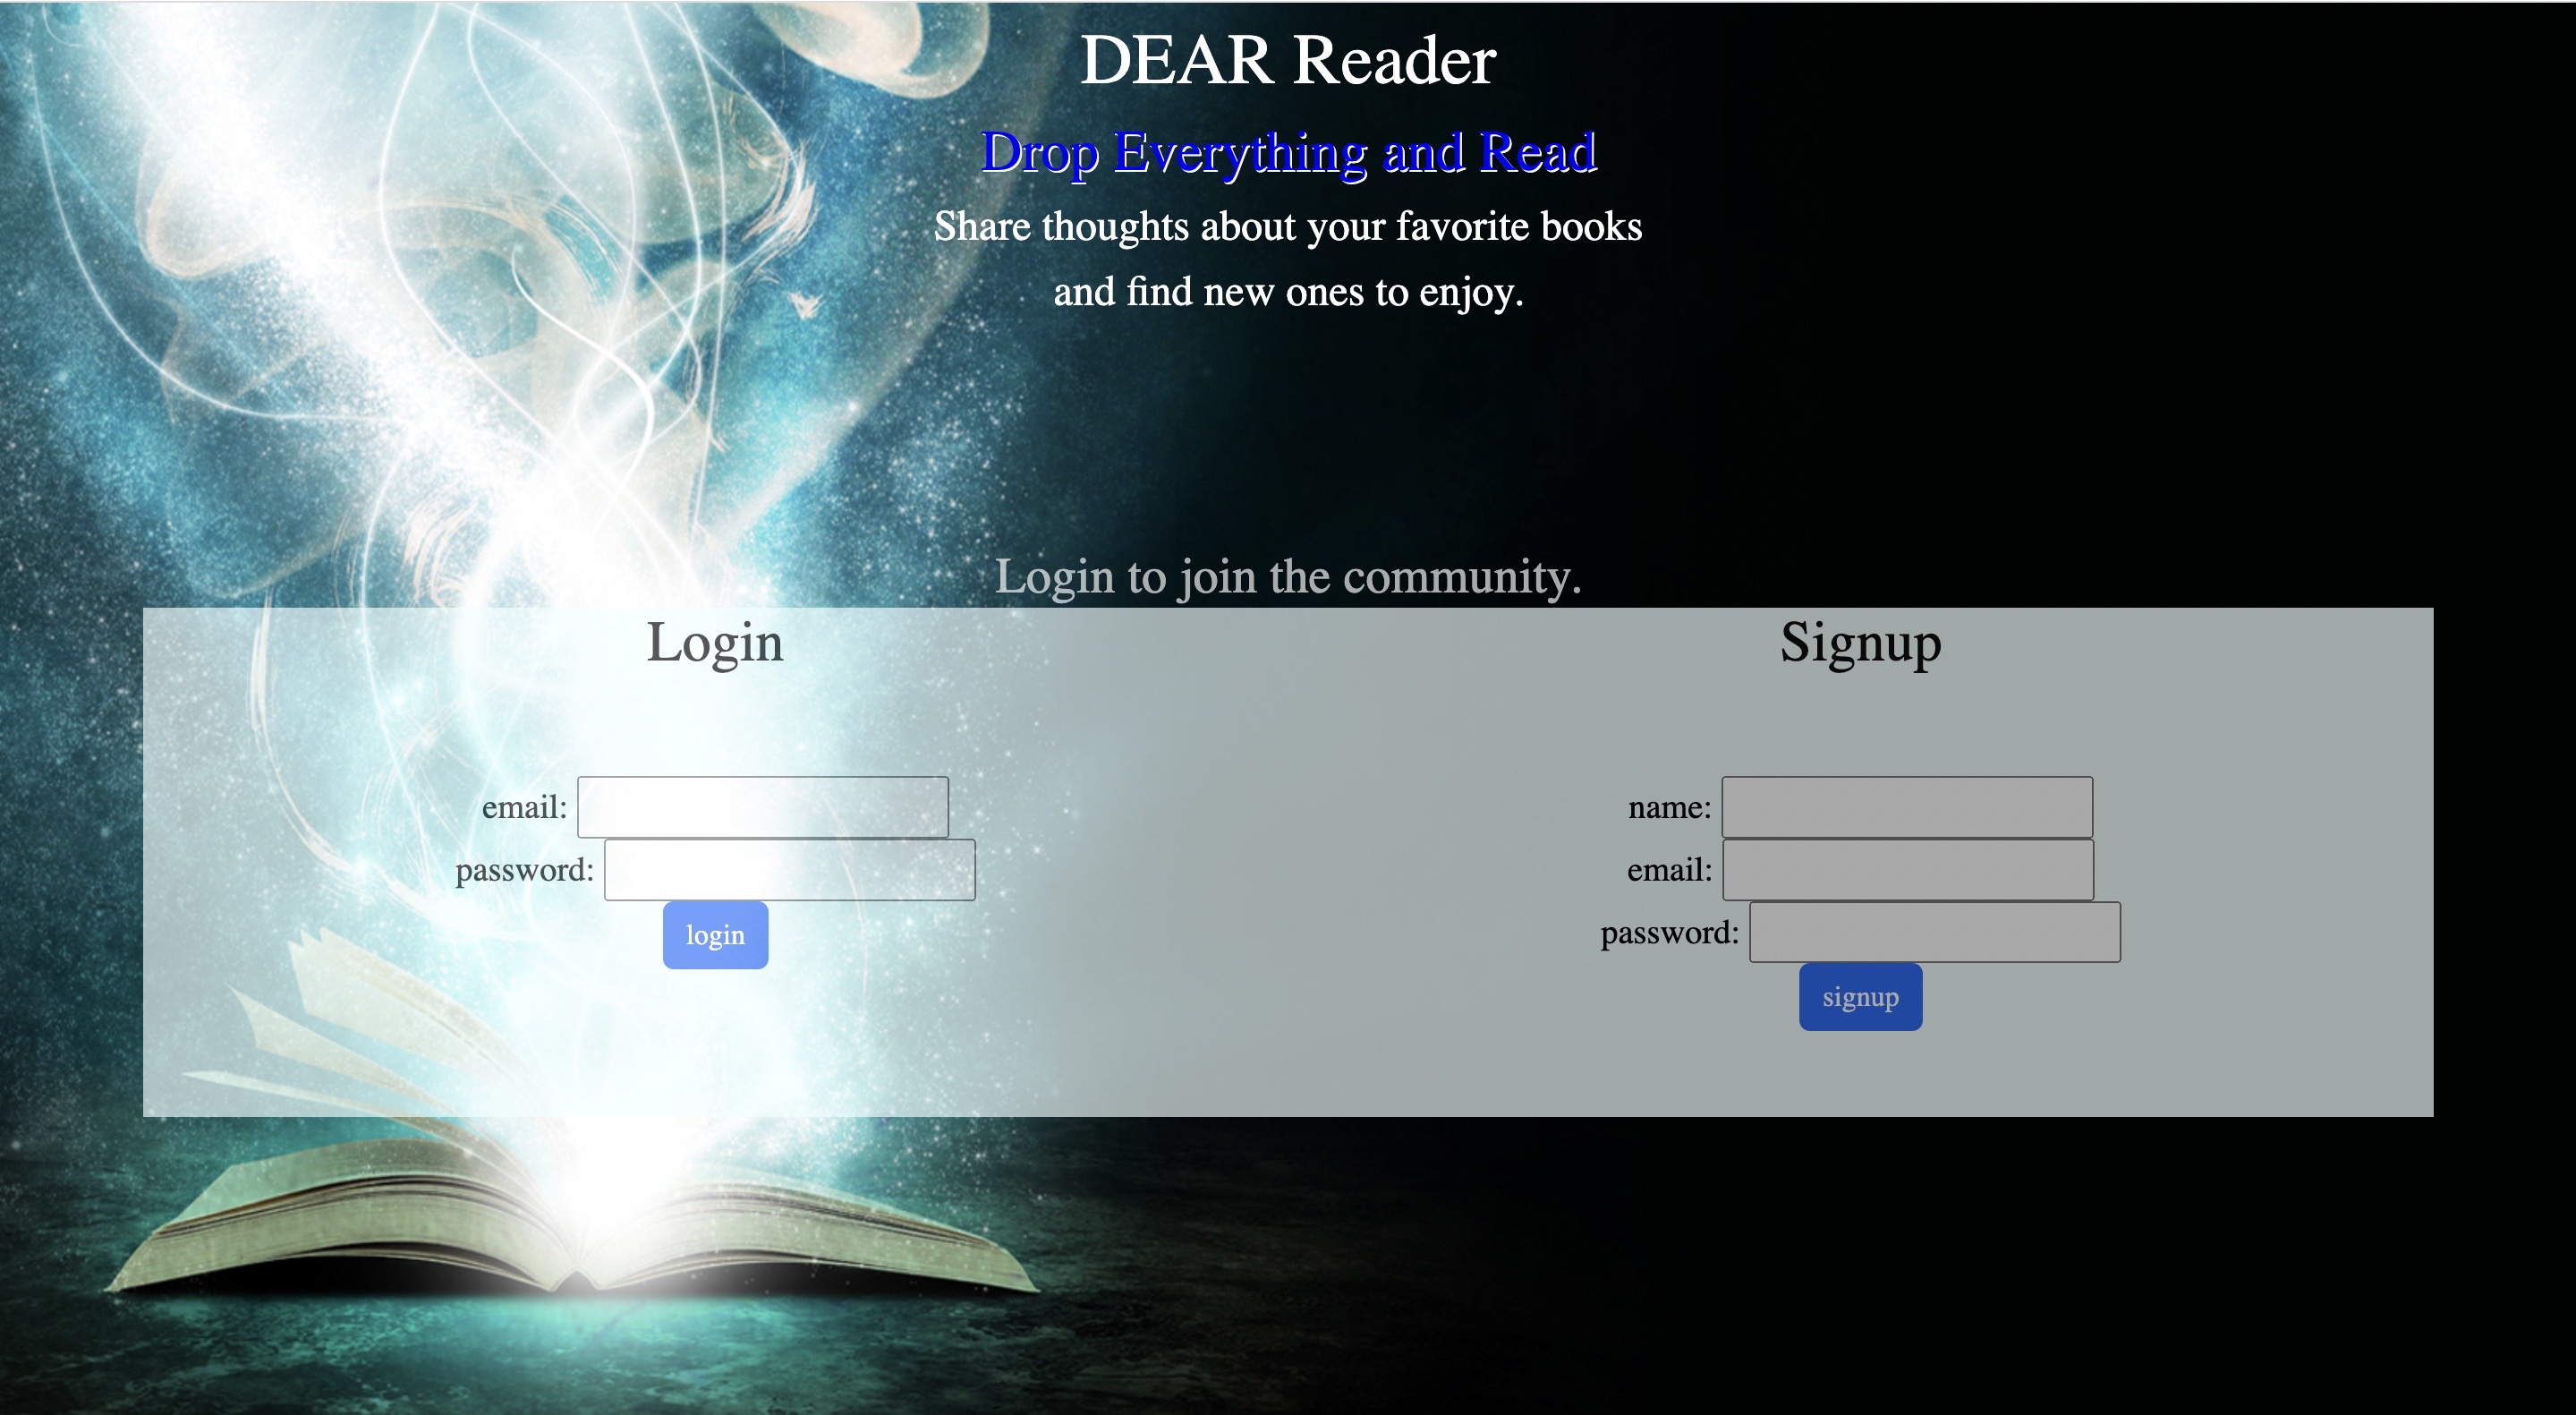 DEAR Reader
Drop Everything and Read
Share thoughts about your favorite books
and find new ones to enjoy.
Login to join the community.
Login
email:
password:
login
Signup
name:
email:
password:
signup